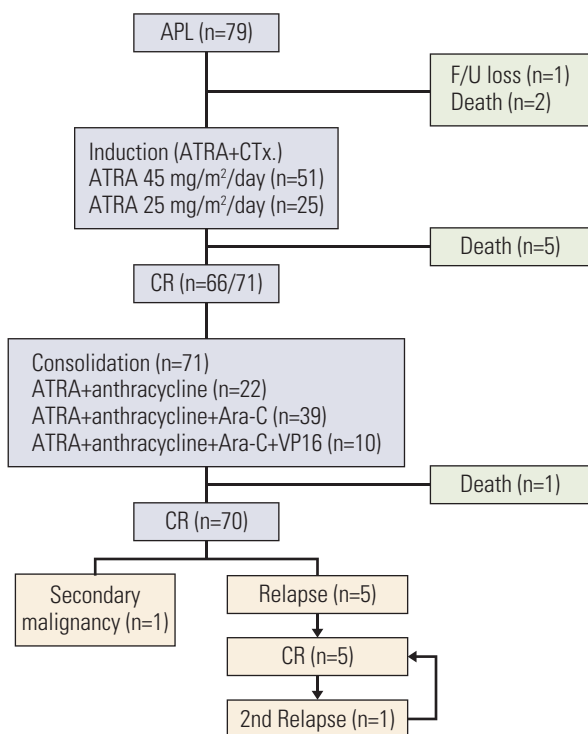 APL (n=79)
F/U loss (n=1)
Death (n=2)
Induction (ATRA+CTx.)
ATRA 45 mg/m²/day (n=51)
ATRA 25 mg/m²/day (n=25)
Death (n=5)
CR (n=66/71)
Consolidation (n=71)
ATRA+anthracycline (n=22)
ATRA+anthracycline+Ara-C (n=39)
ATRA+anthracycline+Ara-C+VP16 (n=10)
Death (n=1)
CR (n=70)
Secondary
malignancy (n=1)
Relapse (n=5)
CR (n=5)
2nd Relapse (n=1)